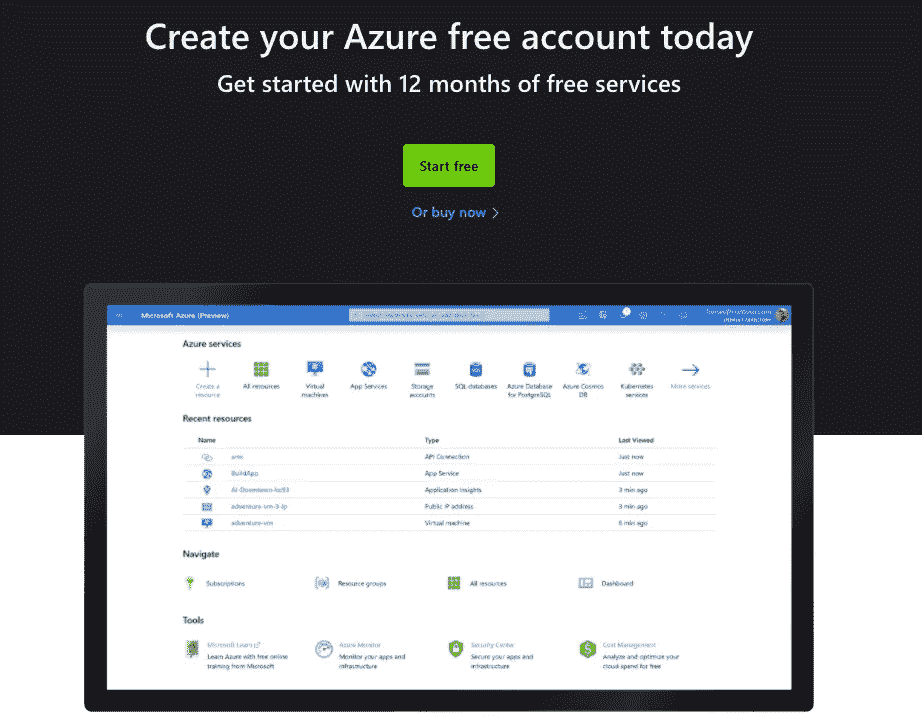 Create your Azure free account today
Get started with 12 months of free services
Start free
Or buy now
Microsoft Azure (Preview)
Azure services
Create a resource
All resources
Virtual machines
App Services
Storage accounts
SQL databases
Azure Database for PostgreSQL
Azure Cosmos DB
Kubernetes services
More services
Recent resources
Name Type Last Viewed
API Connection Just now
BuildApp App Service Just now
Application Insights 3 min ago
adventure-vm-3-ip Public IP address 3 min ago
adventure-vm Virtual machine 6 min ago
Navigate
Subscriptions Resource groups All resources Dashboard
Tools
Microsoft Learn
Learn Azure with free online
training from Microsoft
Azure Monitor
Monitor your apps and
infrastructure
Security Center
Secure your apps and
infrastructure
Cost Management
Analyze and optimize your
cloud spend for free